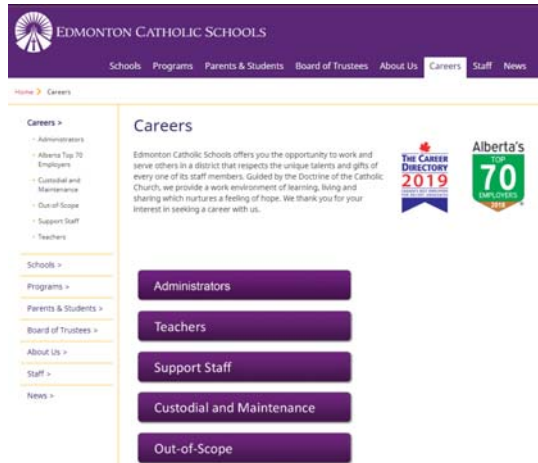 EDMONTON CATHOLIC SCHOOLS
Schools Programs Parents & Students Board of Trustees About Us Careers Staff News
Home > Careers
Careers >
- Administrators
- Alberta Top 70
Employers
- Custodial and
Maintenance
- Out-of-Scope
- Support Staff
- Teachers
Schools >
Programs >
Parents & Students >
Board of Trustees >
About Us >
Staff >
News >
Careers
Edmonton Catholic Schools offers you the opportunity to work and
serve others in a district that respects the unique talents and gifts of
every one of its staff members. Guided by the Doctrine of the Catholic
Church, we provide a work environment of learning, living and
sharing which nurtures a feeling of hope. We thank you for your
interest in seeking a career with us.
THE CAREER
DIRECTORY
2019
Alberta's
TOP
70
EMPLOYERS
2019
Administrators
Teachers
Support Staff
Custodial and Maintenance
Out-of-Scope